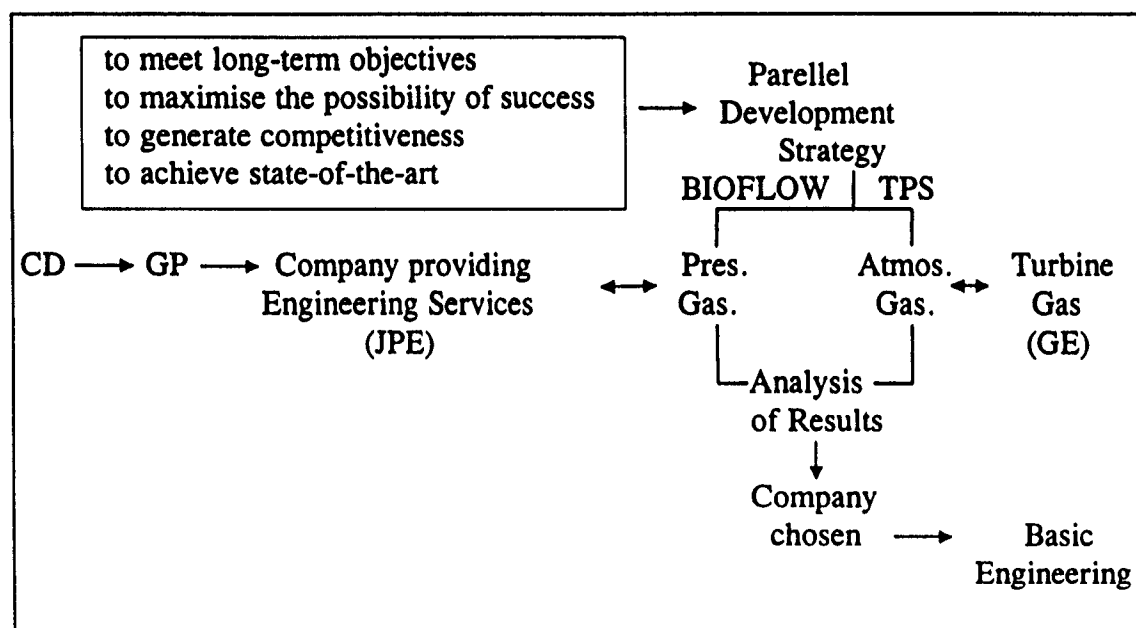 to meet long-term objectives
to maximise the possibility of success
to generate competitiveness
to achieve state-of-the-art
Parellel
Development
Strategy
BIOFLOW TPS
CD
GP
Company providing
Engineering Services
(JPE)
Pres.
Gas.
Atmos.
Gas.
Turbine
Gas
(GE)
Analysis
of Results
Company
chosen
Basic
Engineering